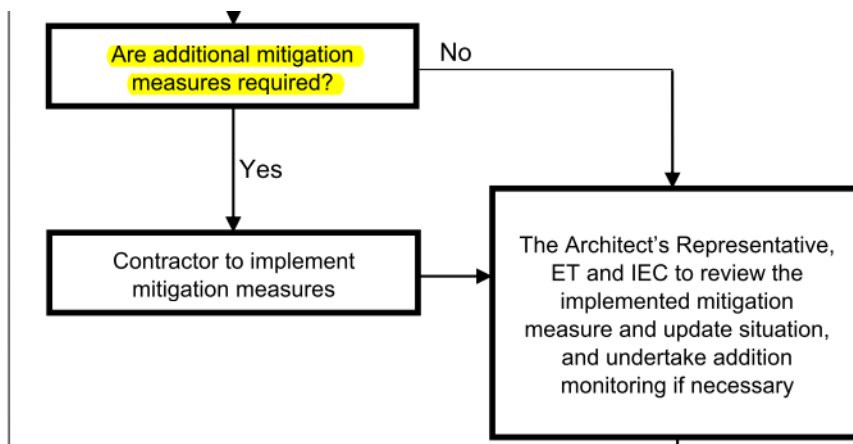 Are additional mitigation
measures required?
No
Yes
Contractor to implement
mitigation measures
The Architect's Representative,
ET and IEC to review the
implemented mitigation
measure and update situation,
and undertake addition
monitoring if necessary